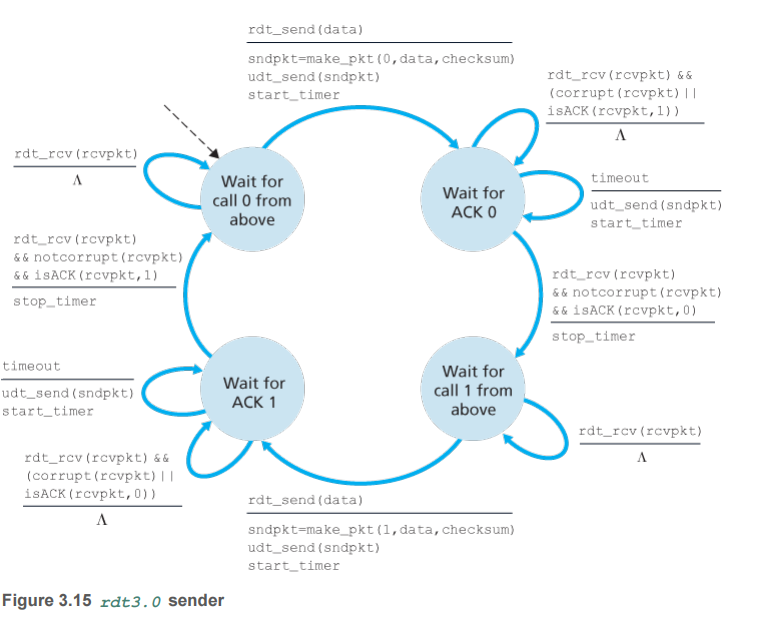 rdt_send(data)
sndpkt=make_pkt(0,data,checksum)
udt_send(sndpkt)
start_timer
rdt_rcv(rcvpkt) &&
(corrupt(rcvpkt)||
isACK(rcvpkt,1))
Λ
rdt_rcv(rcvpkt)
Λ
Wait for
call 0 from
above
Wait for
ACK 0
timeout
udt_send(sndpkt)
start_timer
rdt_rcv(rcvpkt)
&& notcorrupt(rcvpkt)
&& isACK(rcvpkt,1)
stop_timer
rdt_rcv(rcvpkt)
&& notcorrupt(rcvpkt)
&& isACK(rcvpkt,0)
stop_timer
timeout
udt_send(sndpkt)
start_timer
Wait for
ACK 1
Wait for
call 1 from
above
rdt_rcv(rcvpkt)
Λ
rdt_rcv(rcvpkt) &&
(corrupt(rcvpkt)||
isACK(rcvpkt,0))
Λ
rdt_send(data)
sndpkt=make_pkt(1,data,checksum)
udt_send(sndpkt)
start_timer
Figure 3.15 rdt3.0 sender